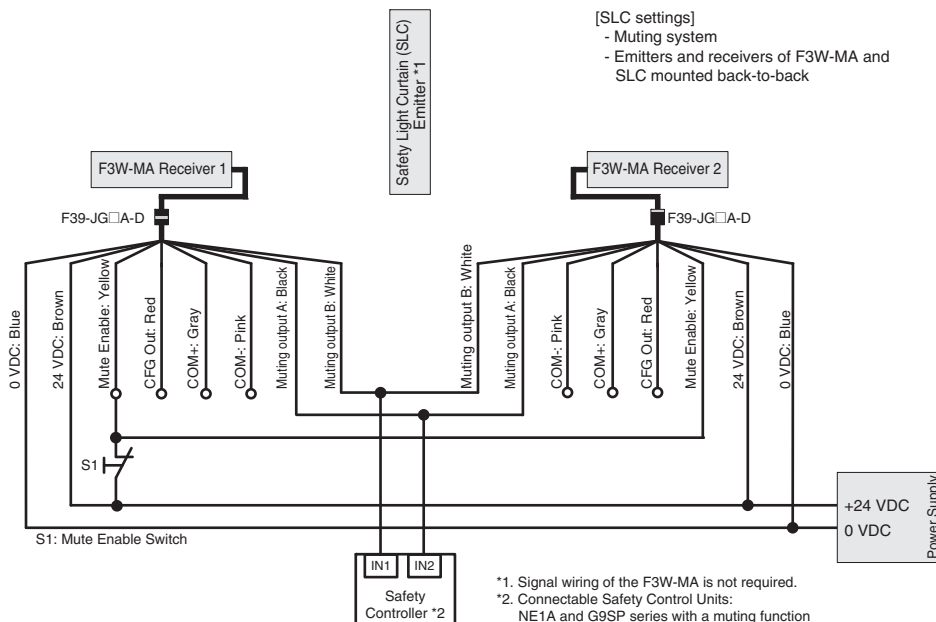 [SLC settings]
- Muting system
- Emitters and receivers of F3W-MA and
SLC mounted back-to-back
Safety Light Curtain (SLC)
Emitter *1
F3W-MA Receiver 1
F3W-MA Receiver 2
F39-JG□A-D
F39-JG□A-D
0 VDC: Blue
24 VDC: Brown
Mute Enable: Yellow
CFG Out: Red
COM+: Gray
COM-: Pink
Muting output A: Black
Muting output B: White
Muting output B: White
Muting output A: Black
COM-: Pink
COM+: Gray
CFG Out: Red
Mute Enable: Yellow
24 VDC: Brown
0 VDC: Blue
S1
+24 VDC
0 VDC
Power Supply
S1: Mute Enable Switch
IN1
IN2
Safety
Controller *2
*1. Signal wiring of the F3W-MA is not required.
*2. Connectable Safety Control Units:
NE1A and G9SP series with a muting function